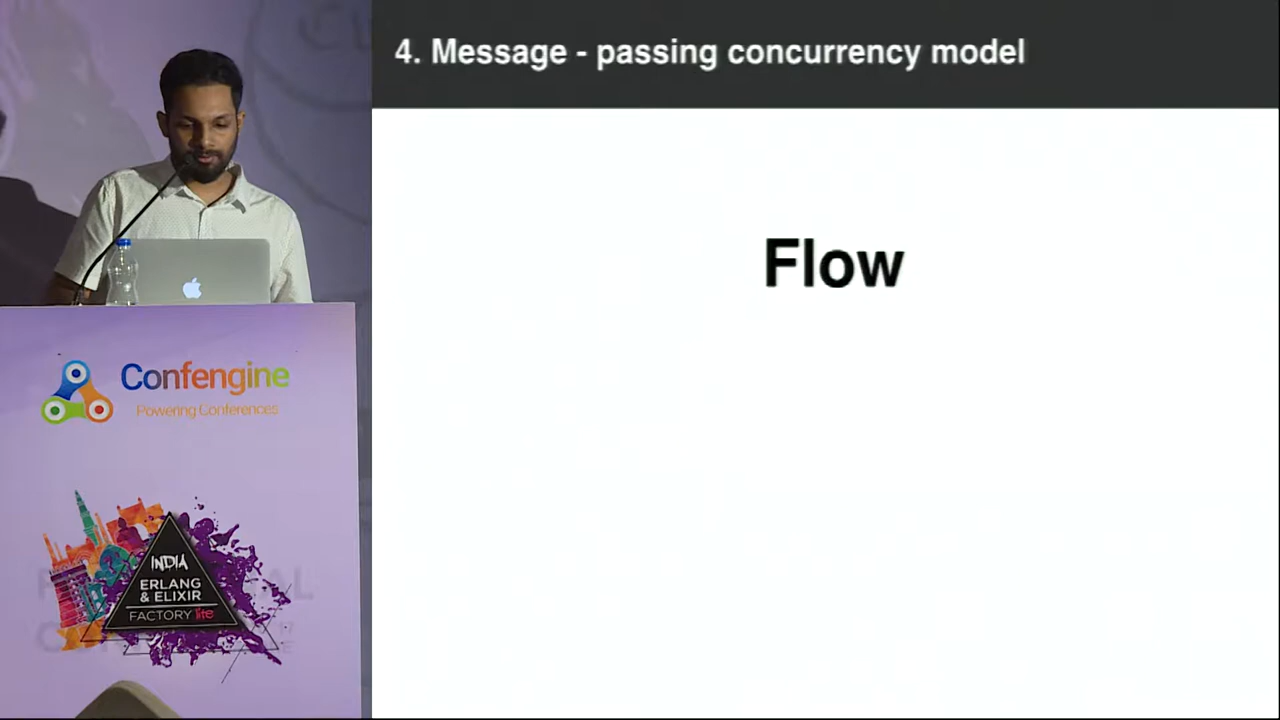 4. Message - passing concurrency model
Flow
Confengine
Powering Conferences
INDIA
ERLANG
& ELIXIR
FACTORY lite